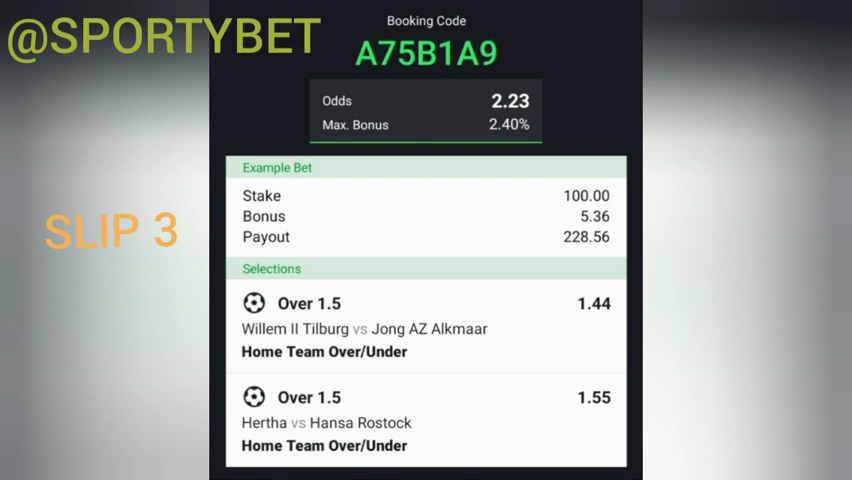 @SPORTYBET
Booking Code
A75B1A9
Odds 2.23
Max. Bonus 2.40%
Example Bet
Stake 100.00
Bonus 5.36
Payout 228.56
SLIP 3
Selections
Over 1.5 1.44
Willem II Tilburg vs Jong AZ Alkmaar
Home Team Over/Under
Over 1.5 1.55
Hertha vs Hansa Rostock
Home Team Over/Under